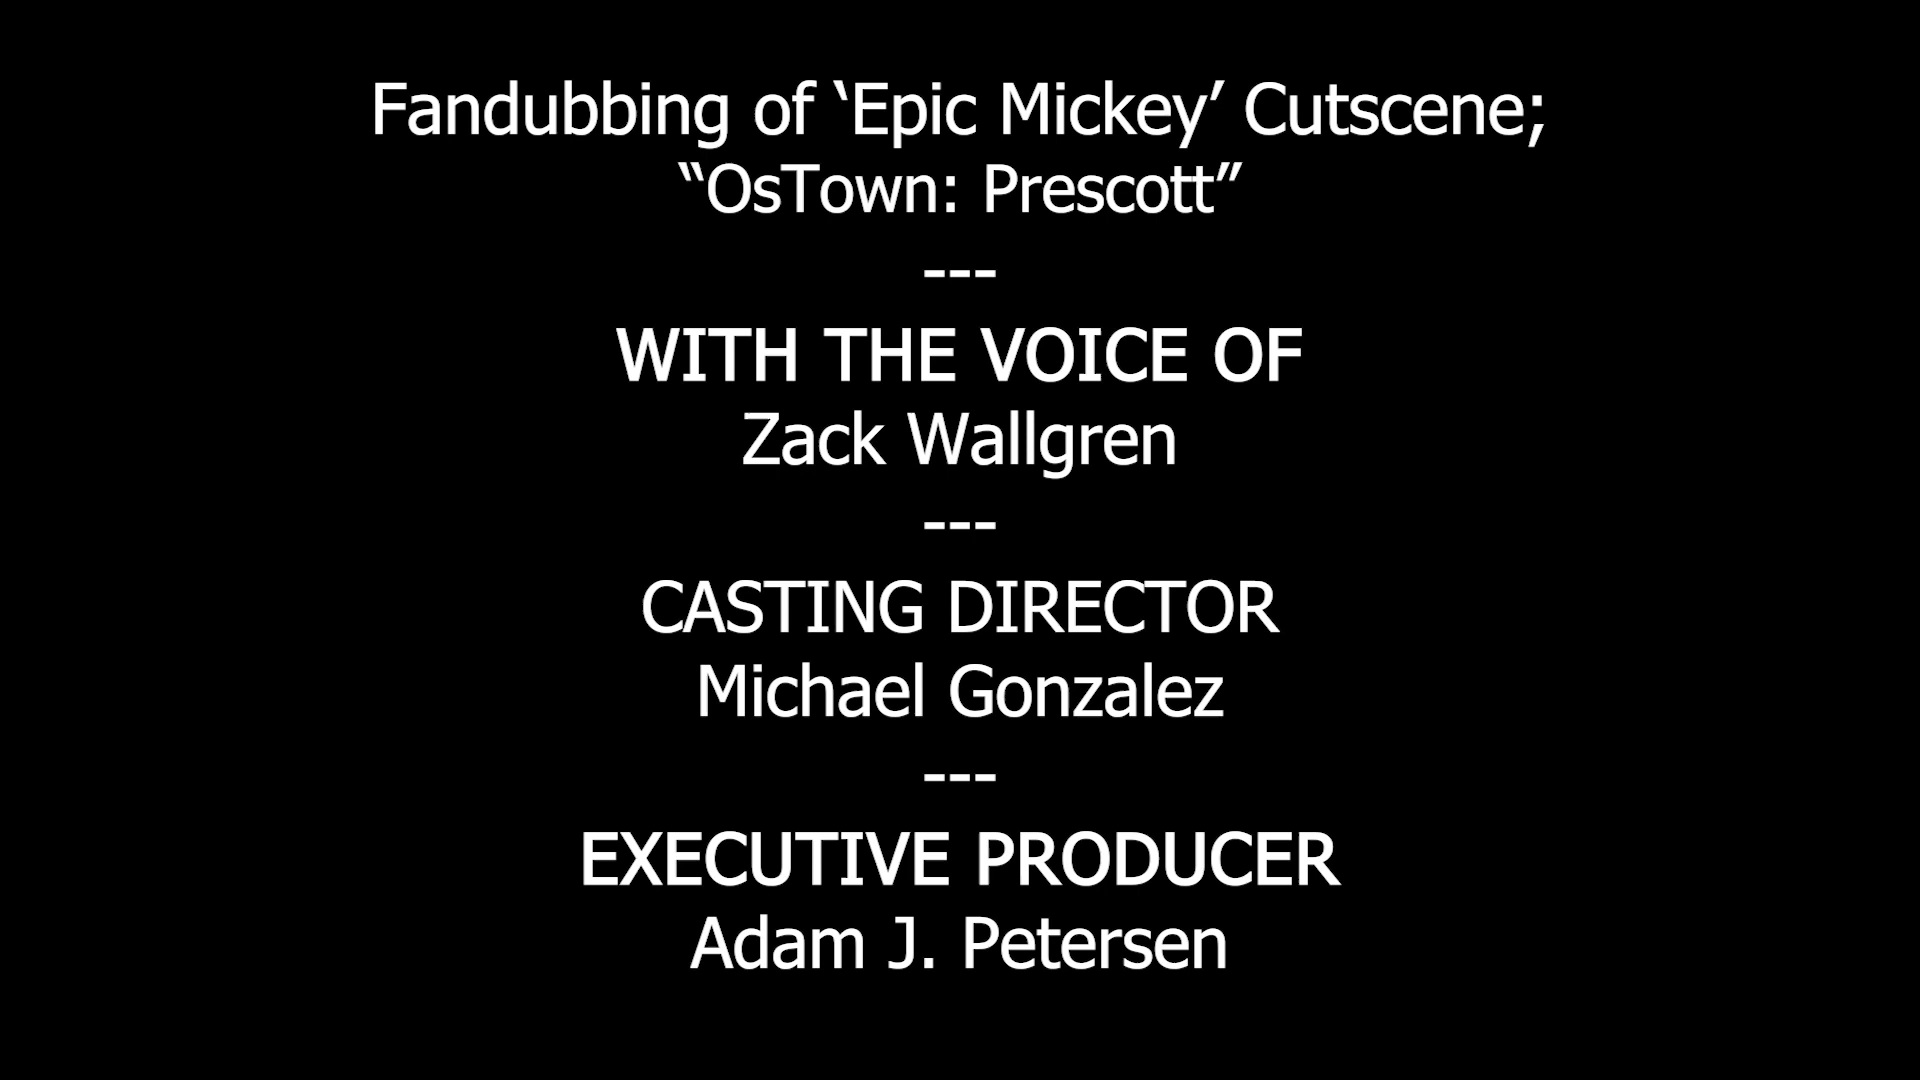 Fandubbing of ‘Epic Mickey’ Cutscene;
“OsTown: Prescott”
---
WITH THE VOICE OF
Zack Wallgren
---
CASTING DIRECTOR
Michael Gonzalez
---
EXECUTIVE PRODUCER
Adam J. Petersen